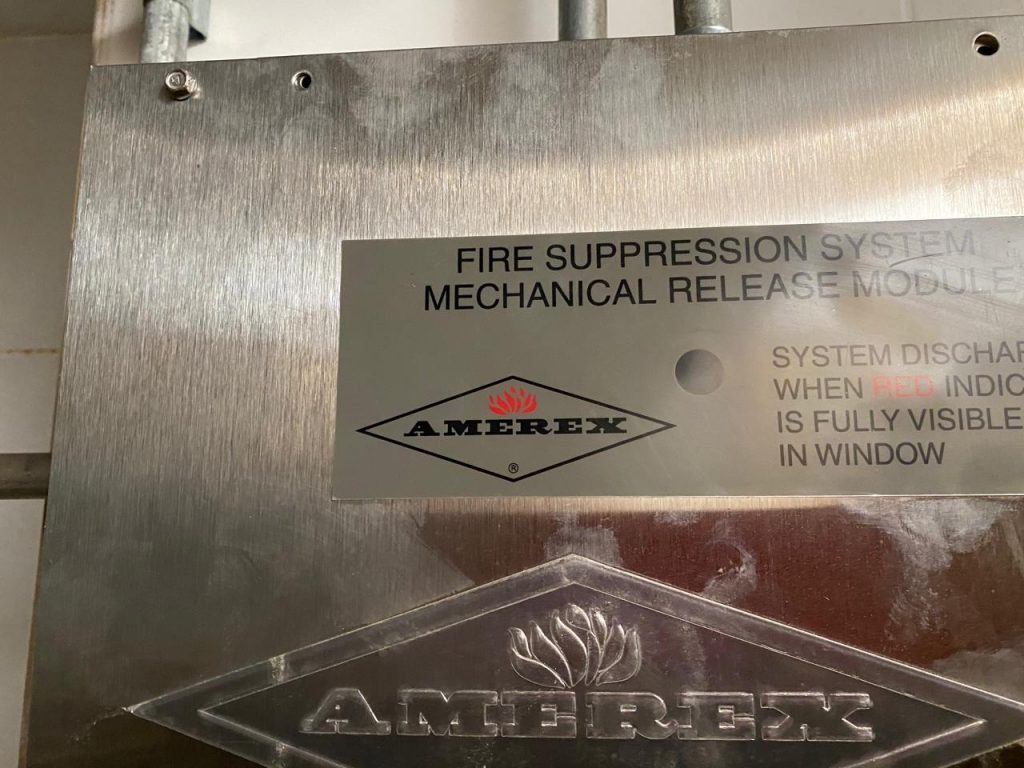 FIRE SUPPRESSION SYSTEM
MECHANICAL RELEASE MODULE
SYSTEM DISCHAR
WHEN RED INDIC
IS FULLY VISIBLE
IN WINDOW
AMEREX
®
AMEREX